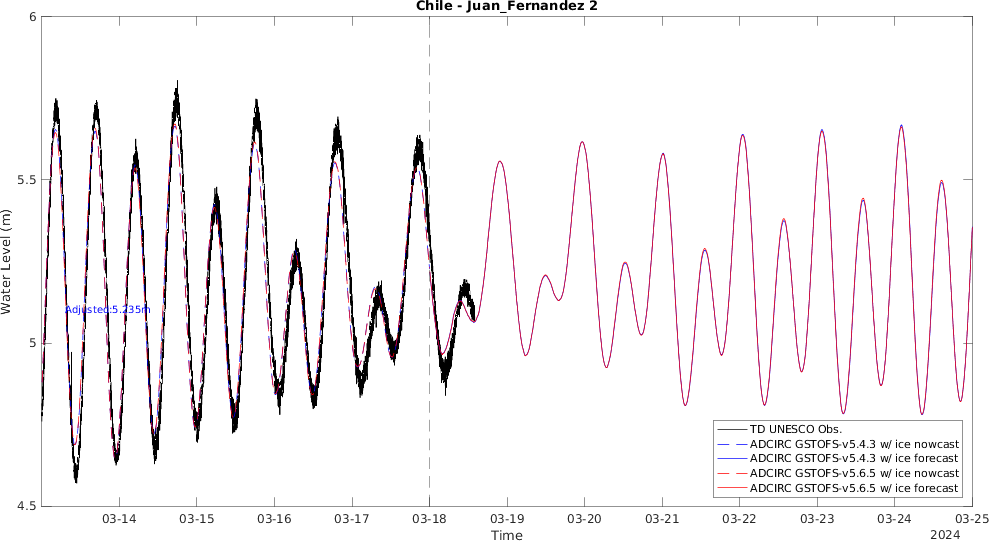 Chile - Juan_Fernandez 2
6
5.5
5
4.5
Water Level (m)
Adjusted:5.235m
TD UNESCO Obs.
ADCIRC GSTOFS-v5.4.3 w/ ice nowcast
ADCIRC GSTOFS-v5.4.3 w/ ice forecast
ADCIRC GSTOFS-v5.6.5 w/ ice nowcast
ADCIRC GSTOFS-v5.6.5 w/ ice forecast
03-14 03-15 03-16 03-17 03-18 03-19 03-20 03-21 03-22 03-23 03-24 03-25
Time
2024